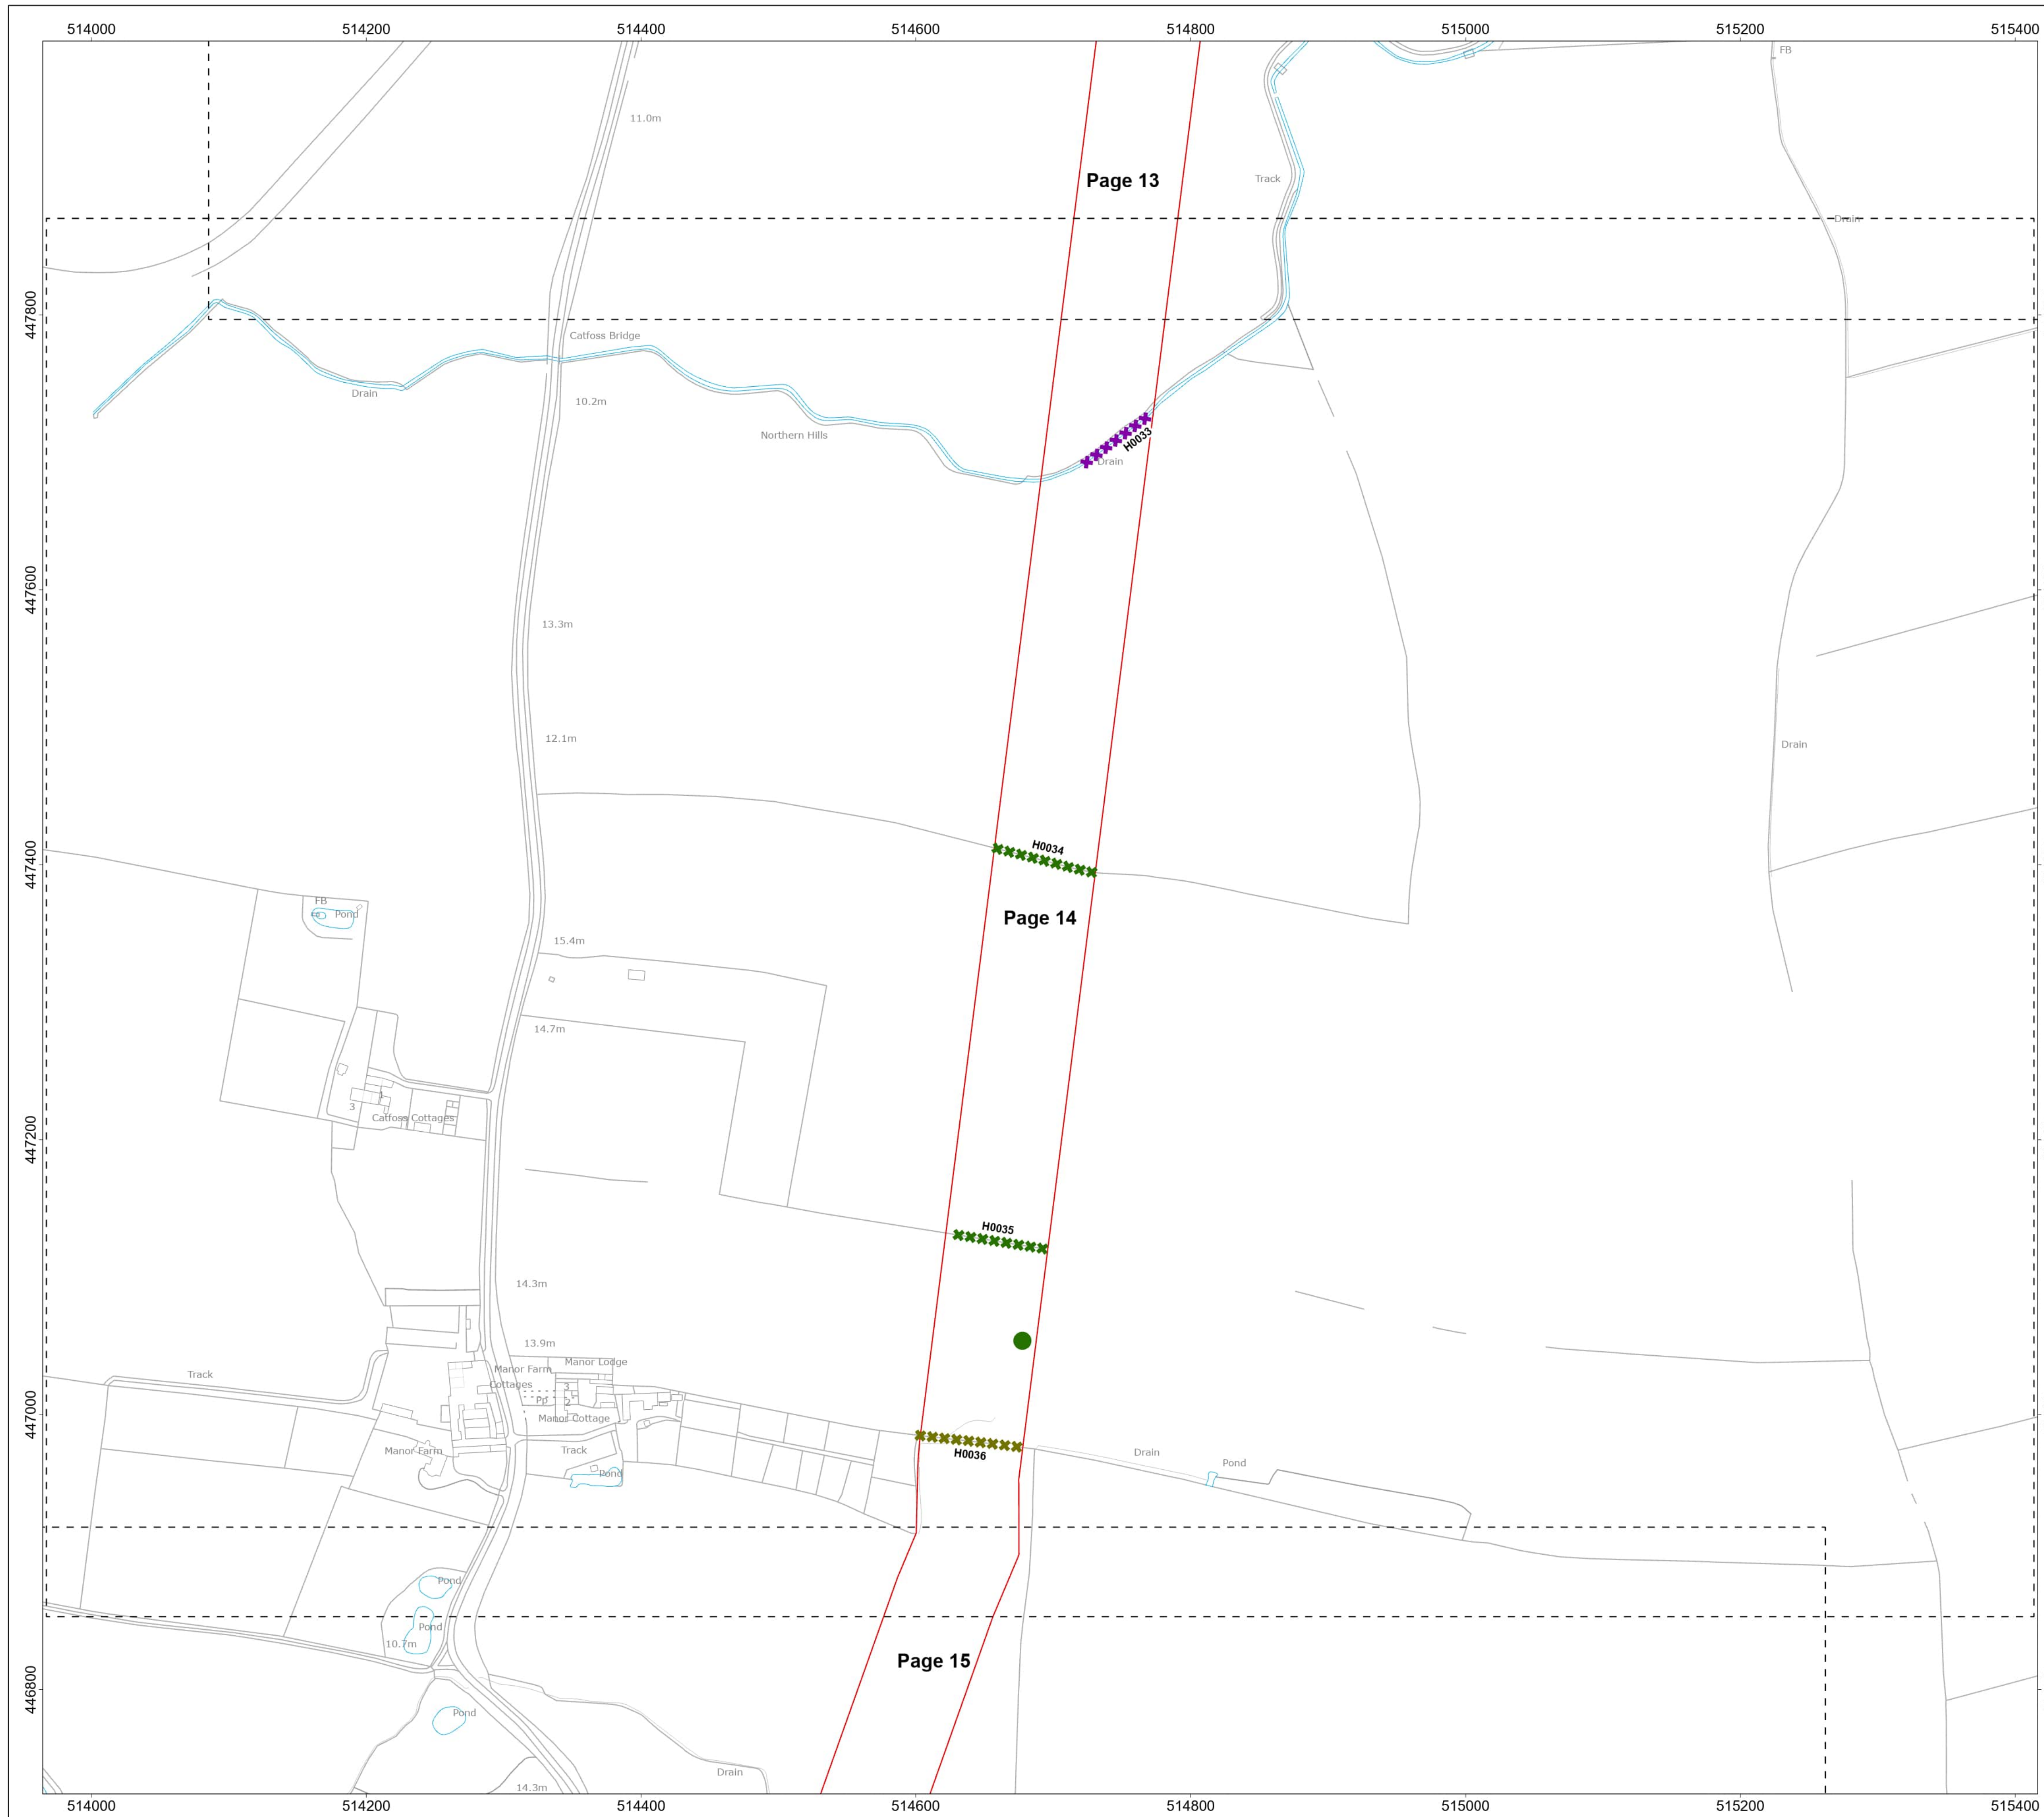 514000
514200
514400
514600
514800
515000
515200
515400
FB
11.0m
Page 13
Track
Drain
447800
Catfoss Bridge
Drain
10.2m
Northern Hills
H0033
Drain
447600
13.3m
12.1m
Drain
H0034
447400
FB
Pond
Page 14
15.4m
14.7m
1
3
Catfoss Cottages
447200
H0035
14.3m
13.9m
Manor Lodge
Manor Farm
Cottages
Track
3
Pp
2
Manor Cottage
447000
H0036
Manor Farm
Track
Drain
Pond
Pond
Pond
Pond
10.7m
Page 15
446800
Pond
Drain
14.3m
514000
514200
514400
514600
514800
515000
515200
515400